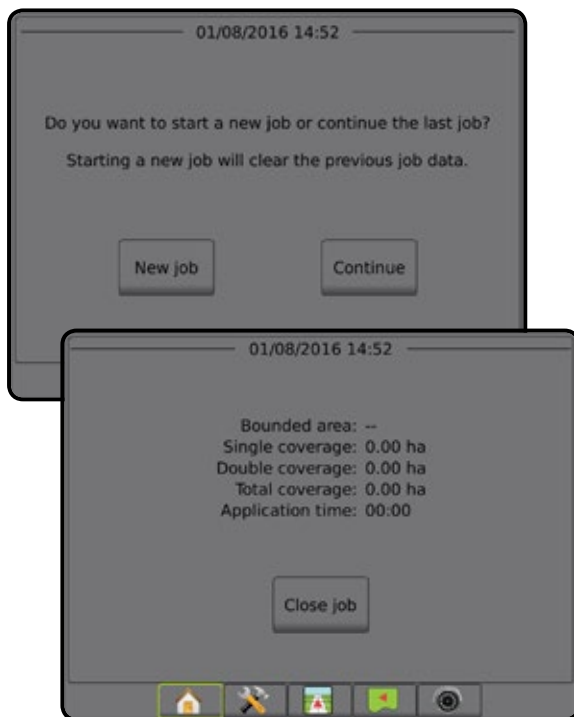 01/08/2016 14:52
Do you want to start a new job or continue the last job?
Starting a new job will clear the previous job data.
New job Continue
01/08/2016 14:52
Bounded area: --
Single coverage: 0.00 ha
Double coverage: 0.00 ha
Total coverage: 0.00 ha
Application time: 00:00
Close job